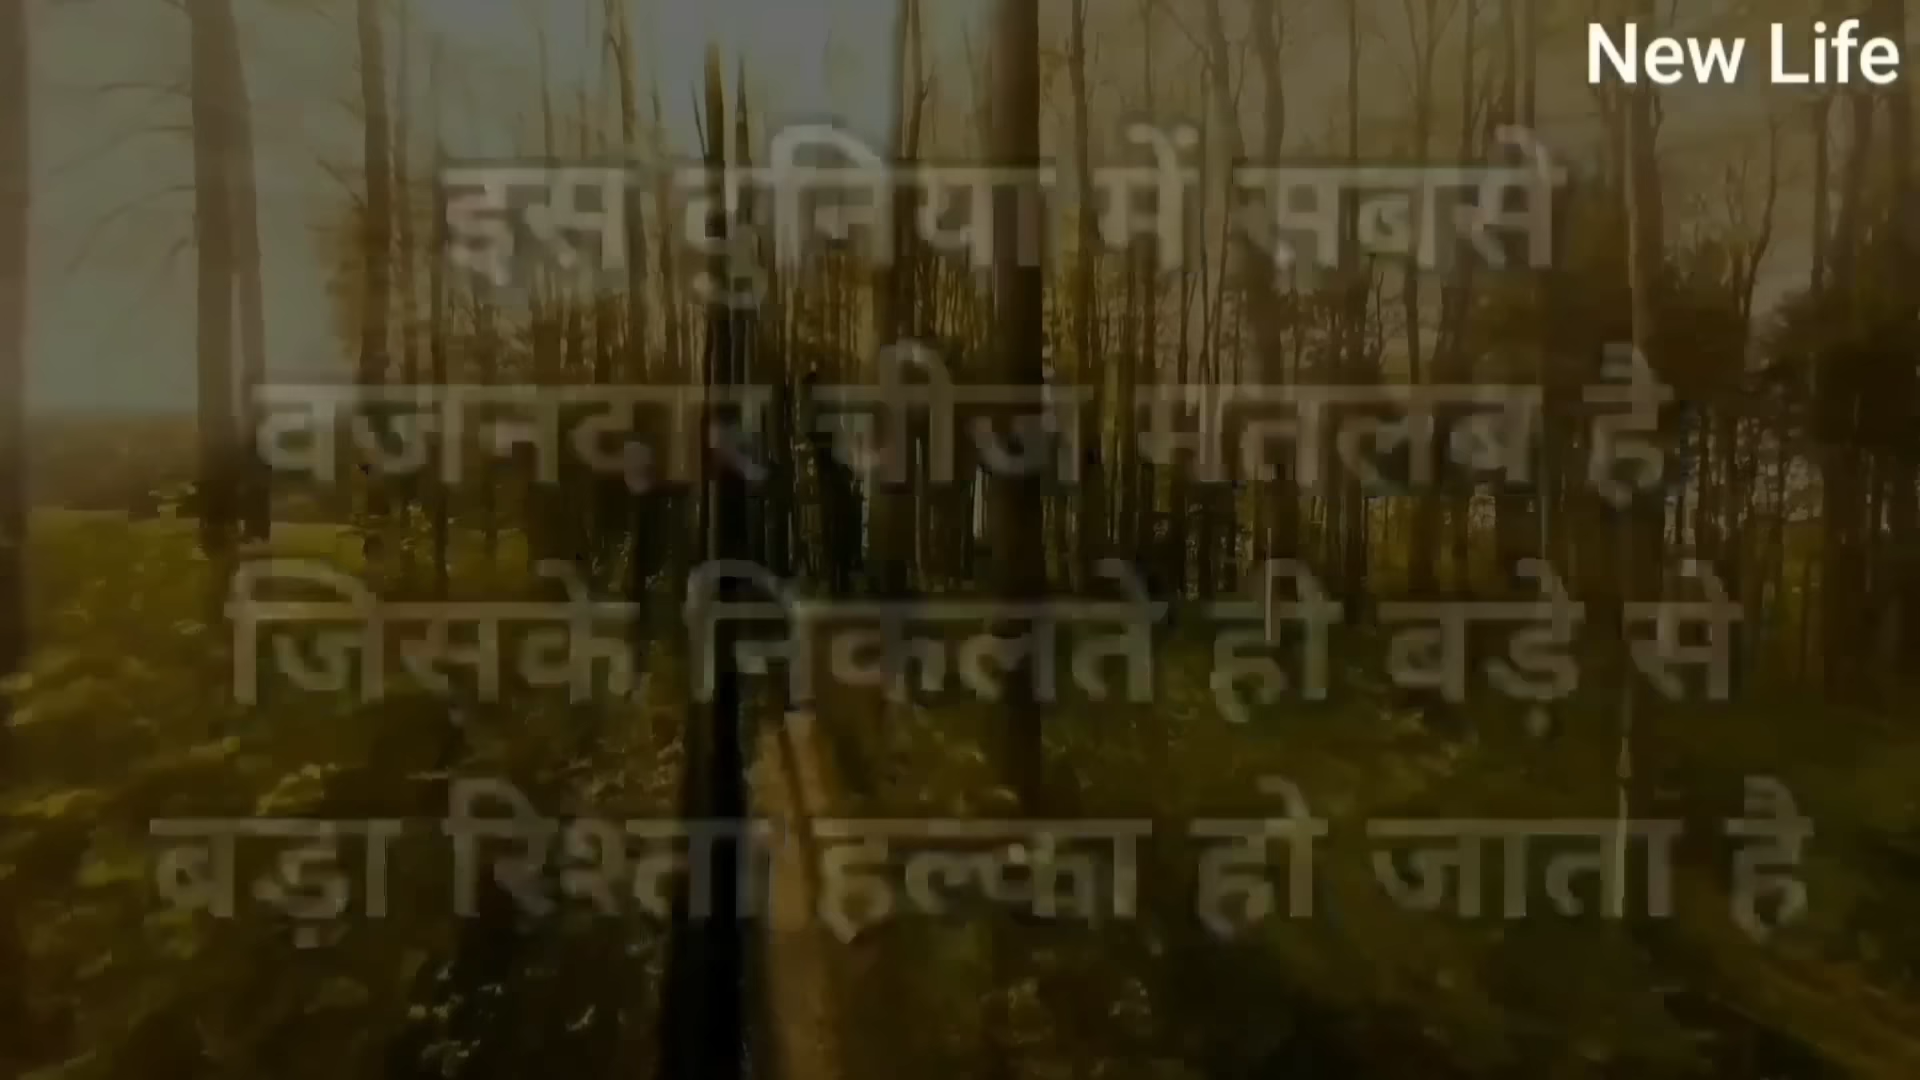 New Life
इस दुनिया में सबसे
वजनदार चीज मतलब है
जिसके निकलते ही बड़े से
बड़ा रिश्ता हल्का हो जाता है